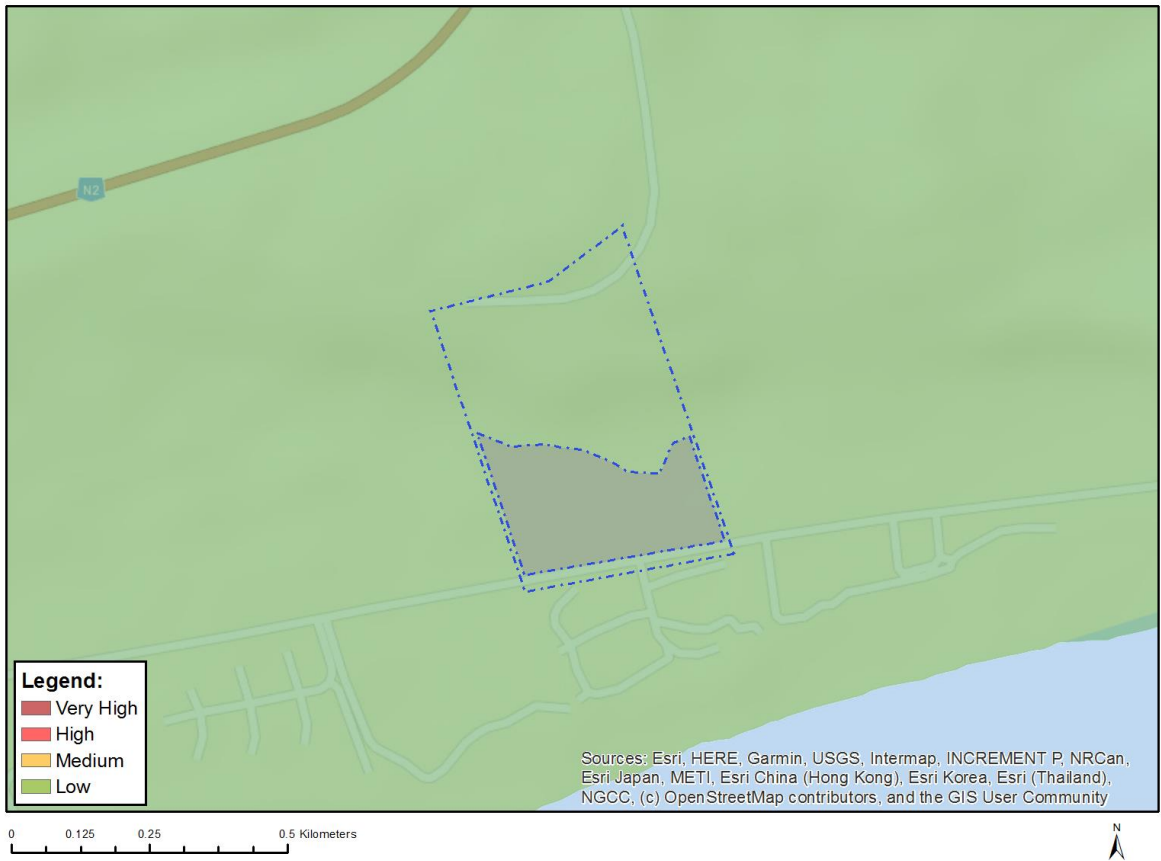 N2
Legend:
Very High
High
Medium
Low
Sources: Esri, HERE, Garmin, USGS, Intermap, INCREMENT P, NRCan,
Esri Japan, METI, Esri China (Hong Kong), Esri Korea, Esri (Thailand),
NGCC, (c) OpenStreetMap contributors, and the GIS User Community
0 0.125 0.25 0.5 Kilometers
N